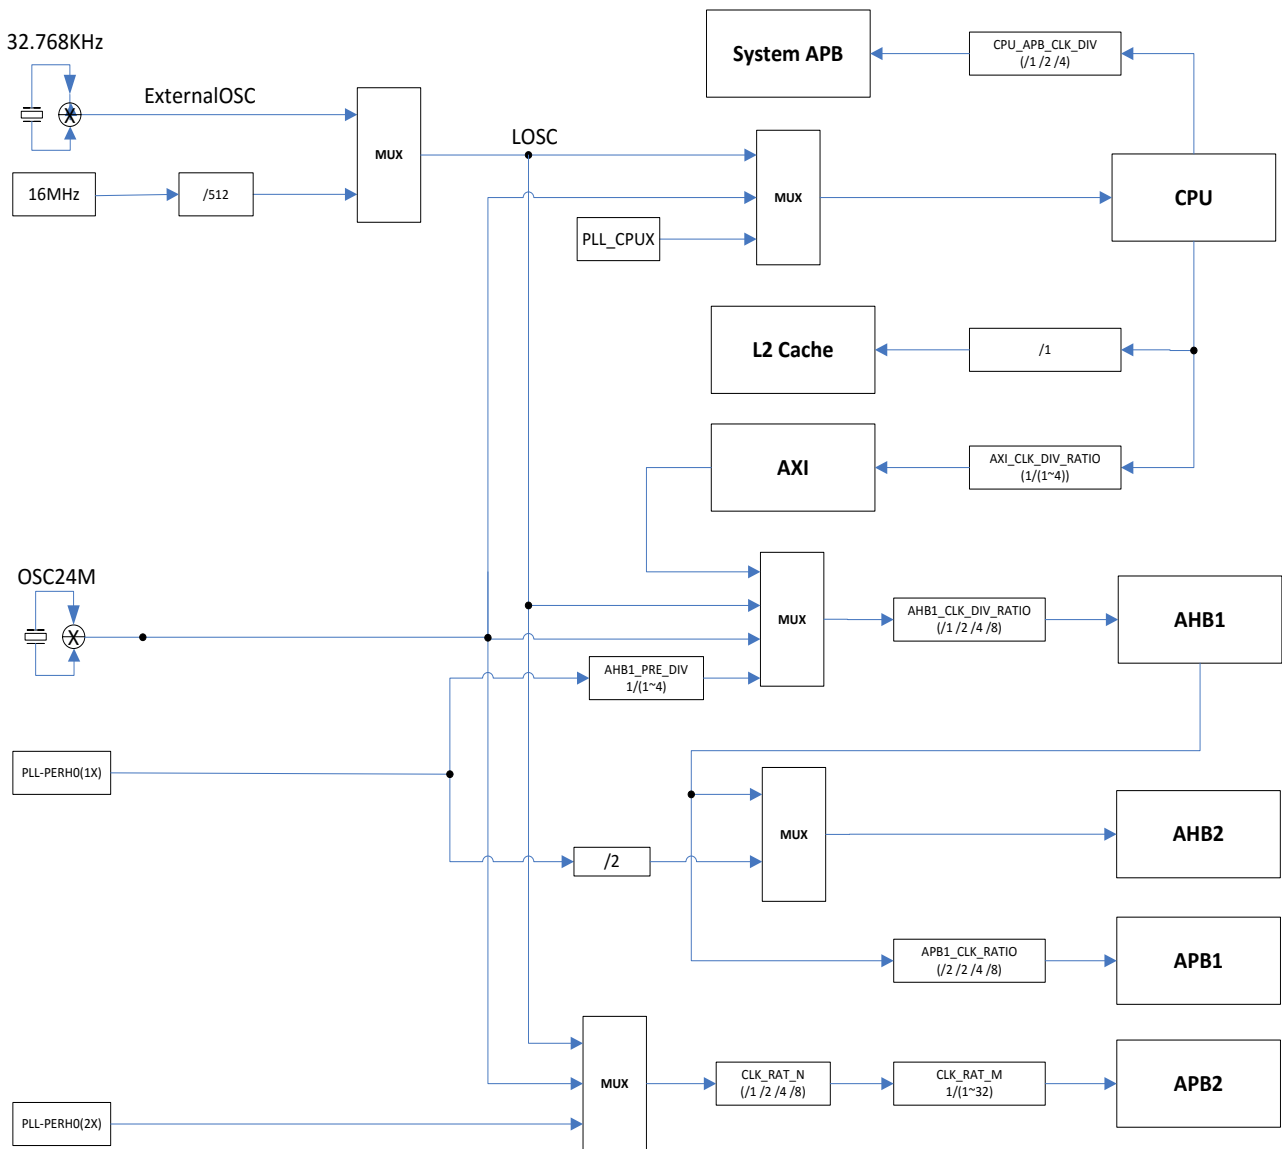 32.768KHz
ExternalOSC
MUX
16MHz
/512
LOSC
MUX
PLL_CPUX
System APB
CPU_APB_CLK_DIV
(/1 /2 /4)
CPU
L2 Cache
/1
AXI
AXI_CLK_DIV_RATIO
(1/(1~4))
OSC24M
MUX
AHB1_CLK_DIV_RATIO
(/1 /2 /4 /8)
AHB1
AHB1_PRE_DIV
1/(1~4)
PLL-PERH0(1X)
MUX
AHB2
/2
APB1_CLK_RATIO
(/2 /2 /4 /8)
APB1
MUX
CLK_RAT_N
(/1 /2 /4 /8)
CLK_RAT_M
1/(1~32)
APB2
PLL-PERH0(2X)